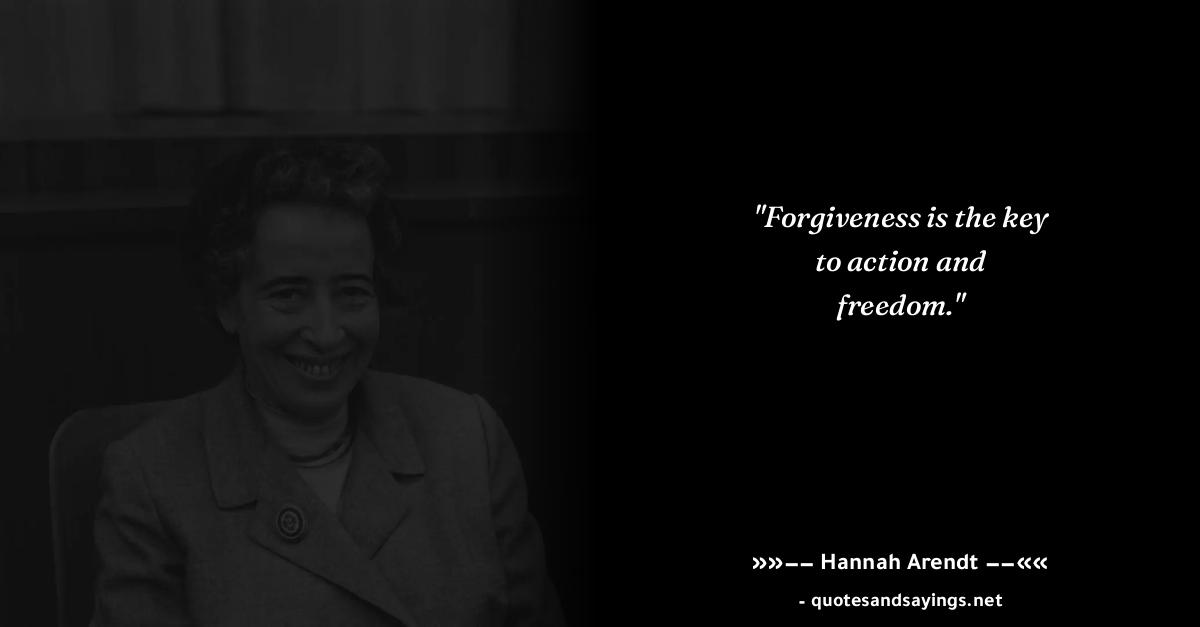 "Forgiveness is the key
to action and
freedom."
»»–– Hannah Arendt ––««
- quotesandsayings.net